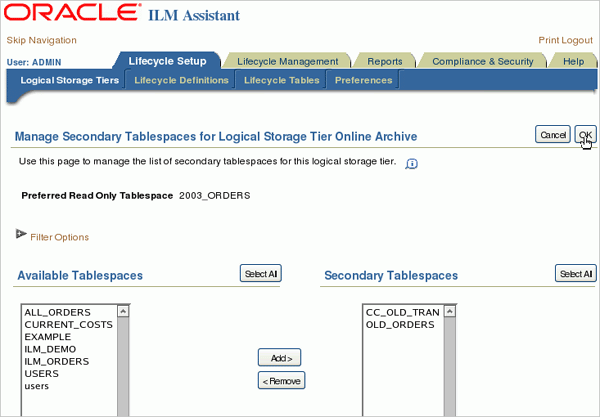 ORACLE ILM Assistant
Skip Navigation Print Logout
User: ADMIN Lifecycle Setup Lifecycle Management Reports Compliance & Security Help
Logical Storage Tiers Lifecycle Definitions Lifecycle Tables Preferences
Manage Secondary Tablespaces for Logical Storage Tier Online Archive Cancel OK
Use this page to manage the list of secondary tablespaces for this logical storage tier.
Preferred Read Only Tablespace 2003_ORDERS
Filter Options
Available Tablespaces Select All
ALL_ORDERS
CURRENT_COSTS
EXAMPLE
ILM_DEMO
ILM_ORDERS
USERS
users
Add >
< Remove
Secondary Tablespaces Select All
CC_OLD_TRAN
OLD_ORDERS